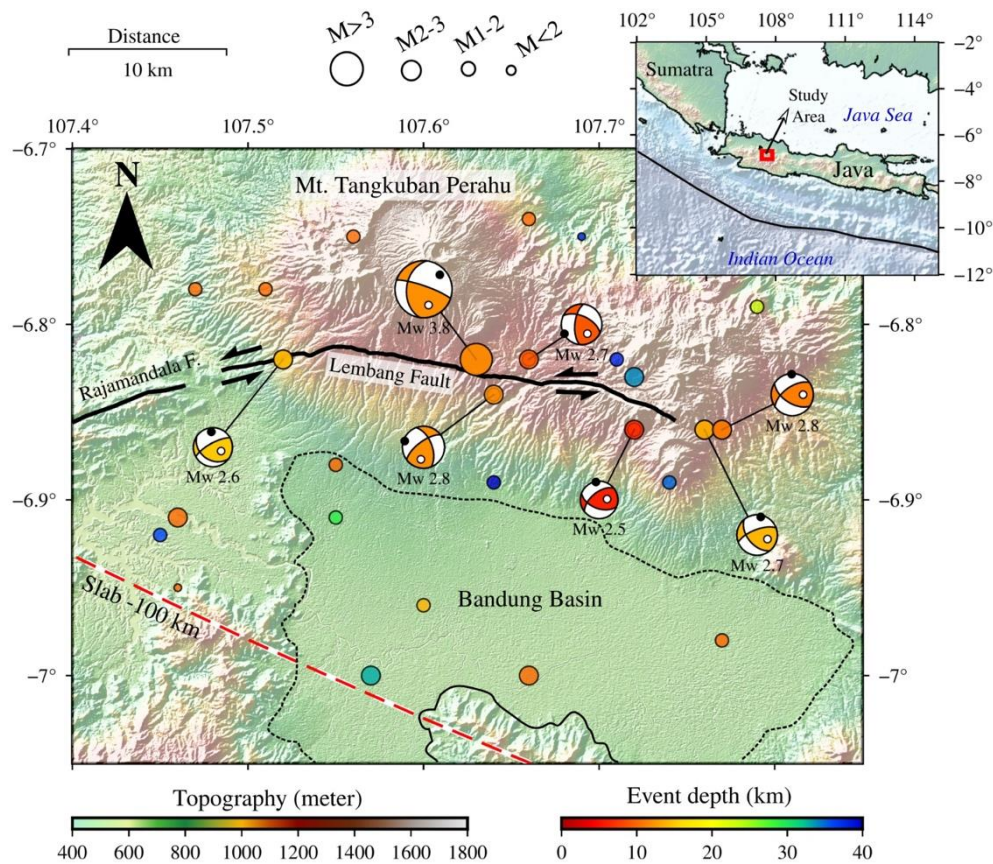 Distance
10 km
M>3
M2-3
M1-2
M<2
102° 105° 108° 111° 114°
−2°
−4°
−6°
−8°
−10°
−12°
Sumatra
Study
Area
Java Sea
Java
Indian Ocean
107.4° 107.5° 107.6° 107.7°
−6.7°
−6.8°
−6.9°
−7°
N
Mt. Tangkuban Perahu
Mw 3.8
Mw 2.7
Rajamandala F.
Lembang Fault
Mw 2.8
Mw 2.6
Mw 2.8
Mw 2.5
Mw 2.7
Slab -100 km
Bandung Basin
Topography (meter)
400 600 800 1000 1200 1400 1600 1800
Event depth (km)
0 10 20 30 40